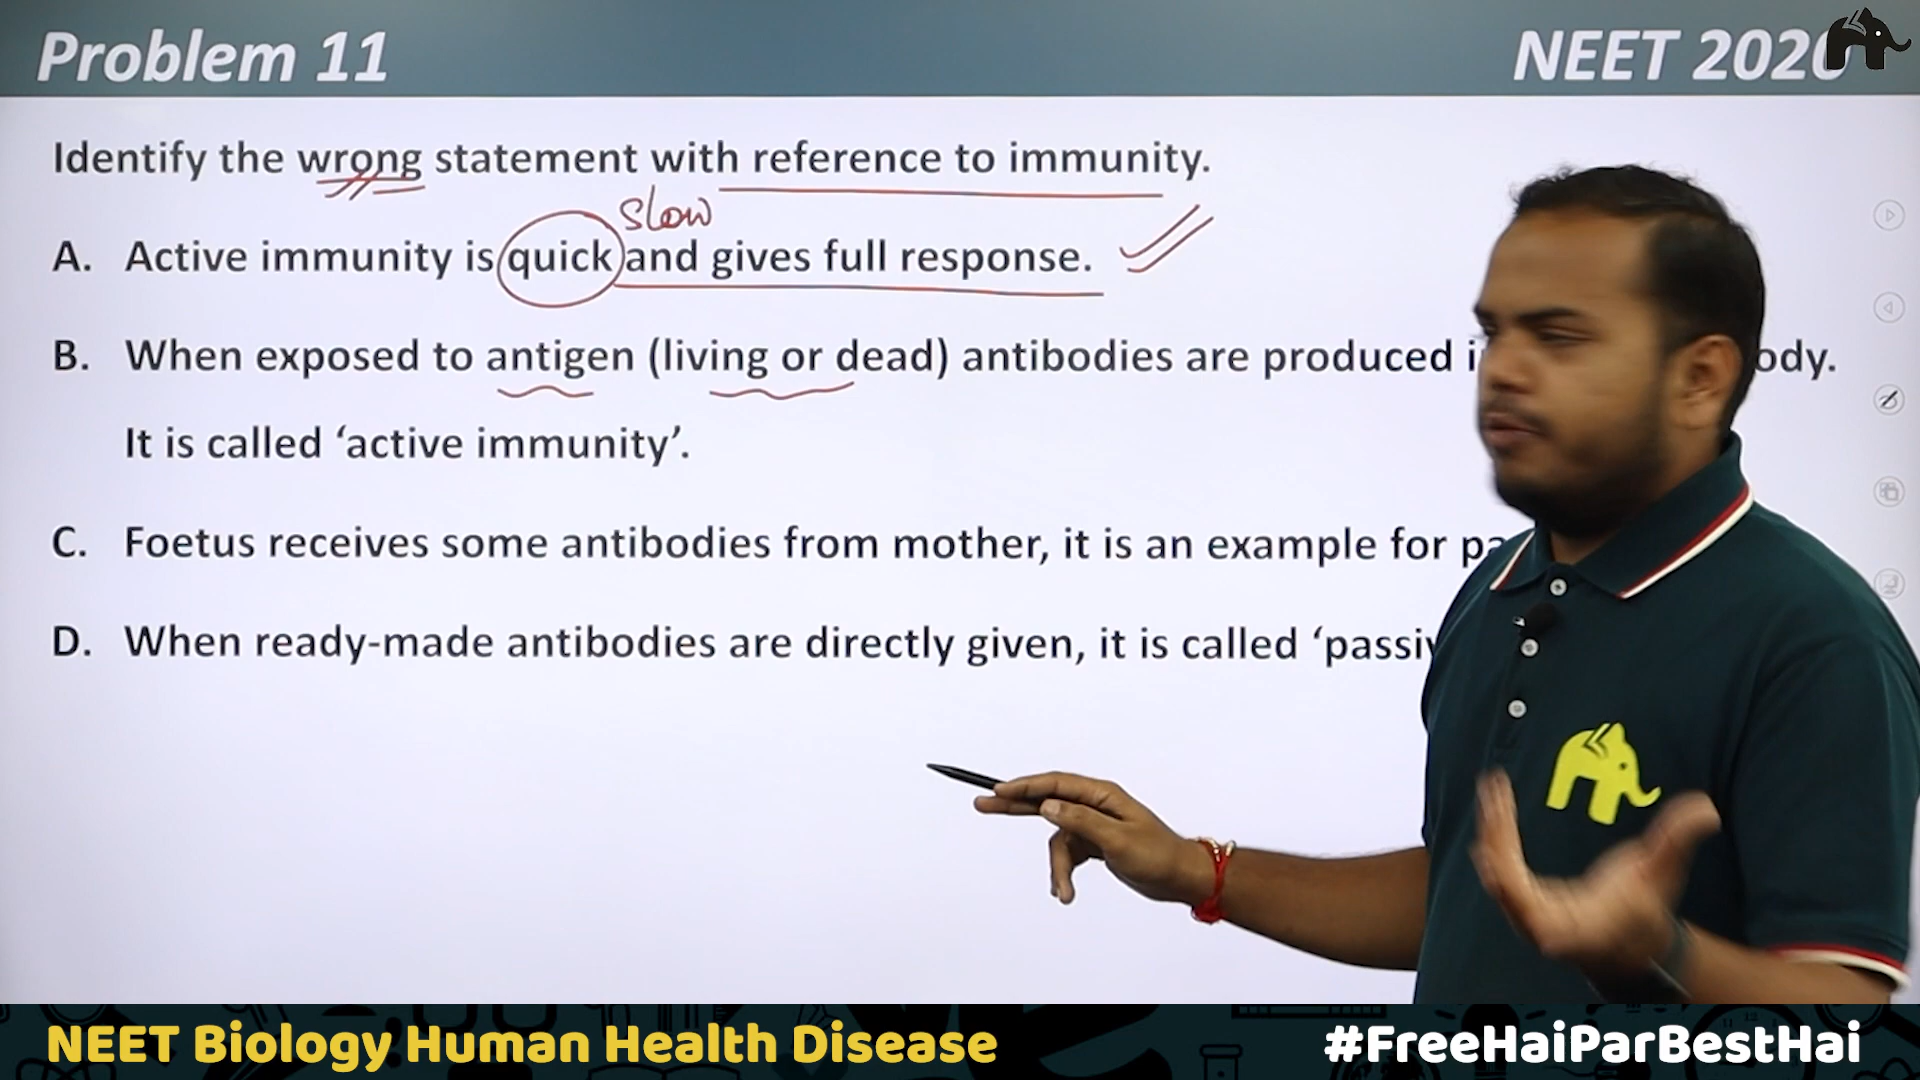 Problem 11
NEET 2020
Identify the wrong statement with reference to immunity.
slow
A. Active immunity is quick and gives full response.
B. When exposed to antigen (living or dead) antibodies are produced
It is called ‘active immunity’.
C. Foetus receives some antibodies from mother, it is an example for
D. When ready-made antibodies are directly given, it is called
NEET Biology Human Health Disease
#FreeHaiParBestHai